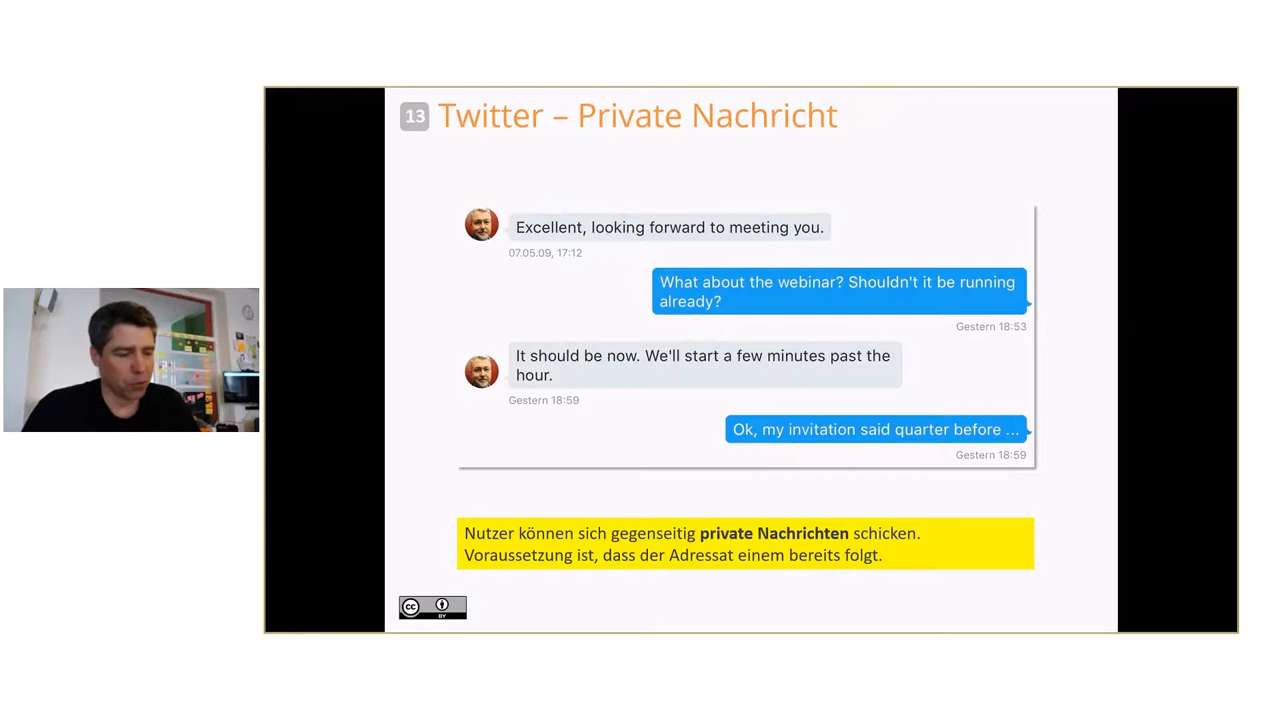 13 Twitter – Private Nachricht
Excellent, looking forward to meeting you.
07.05.09, 17:12
What about the webinar? Shouldn't it be running
already?
Gestern 18:53
It should be now. We'll start a few minutes past the
hour.
Gestern 18:59
Ok, my invitation said quarter before ...
Gestern 18:59
Nutzer können sich gegenseitig private Nachrichten schicken.
Voraussetzung ist, dass der Adressat einem bereits folgt.
cc
BY